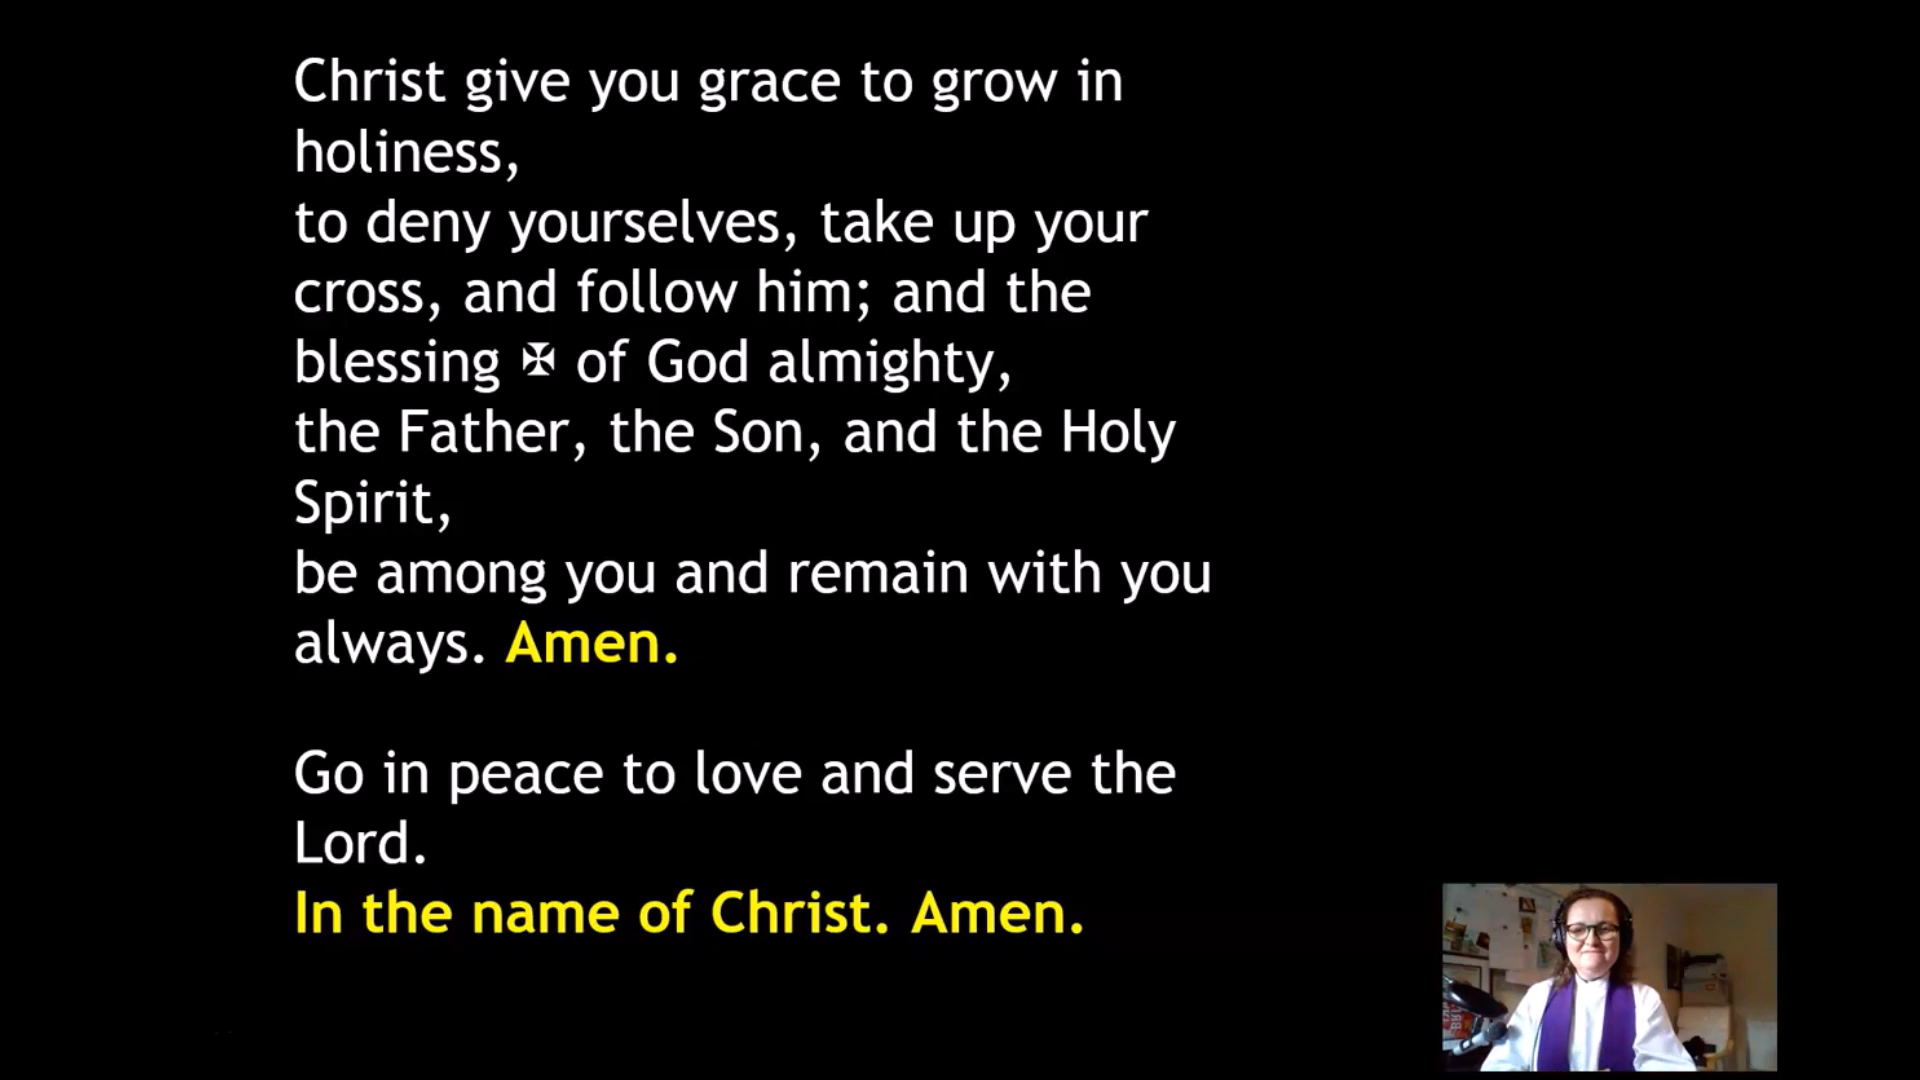 Christ give you grace to grow in
holiness,
to deny yourselves, take up your
cross, and follow him; and the
blessing ✠ of God almighty,
the Father, the Son, and the Holy
Spirit,
be among you and remain with you
always. Amen.
Go in peace to love and serve the
Lord.
In the name of Christ. Amen.